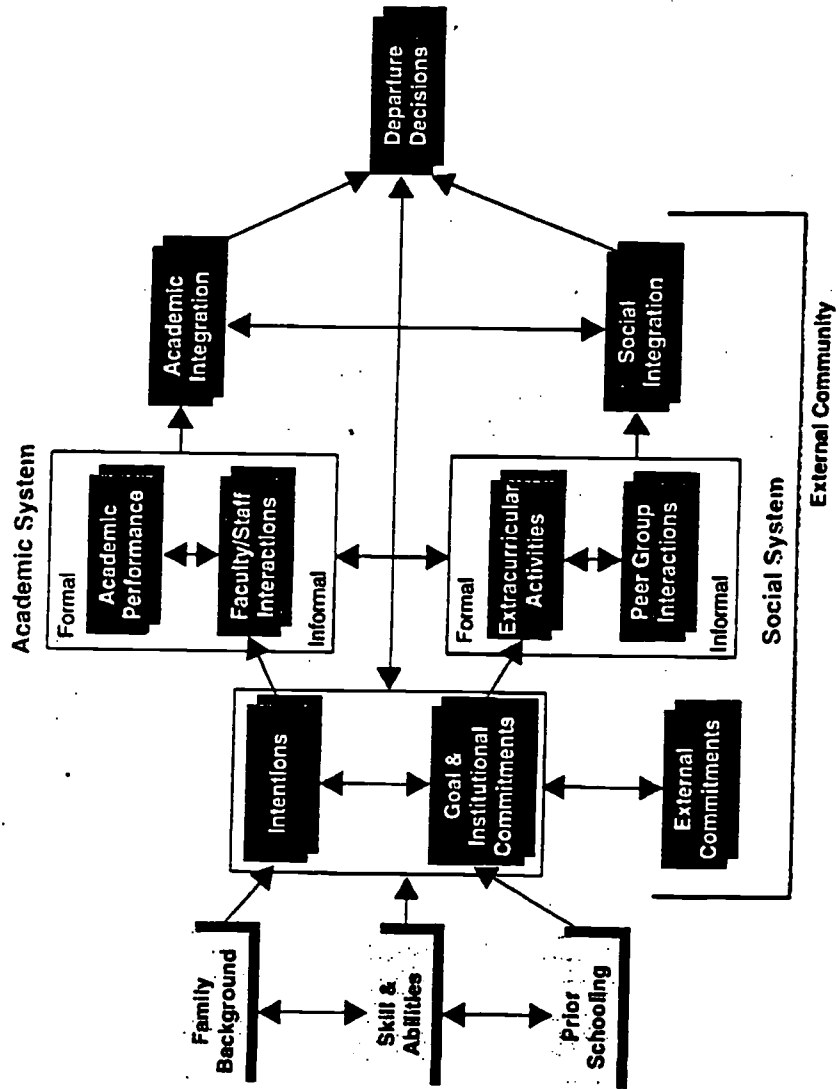 Family
Background
Skill &
Abilities
Prior
Schooling
Intentions
Goal &
Institutional
Commitments
External
Commitments
Academic System
Formal
Academic
Performance
Faculty/Staff
Interactions
Informal
Formal
Extracurricular
Activities
Peer Group
Interactions
Informal
Social System
External Community
Academic
Integration
Social
Integration
Departure
Decisions